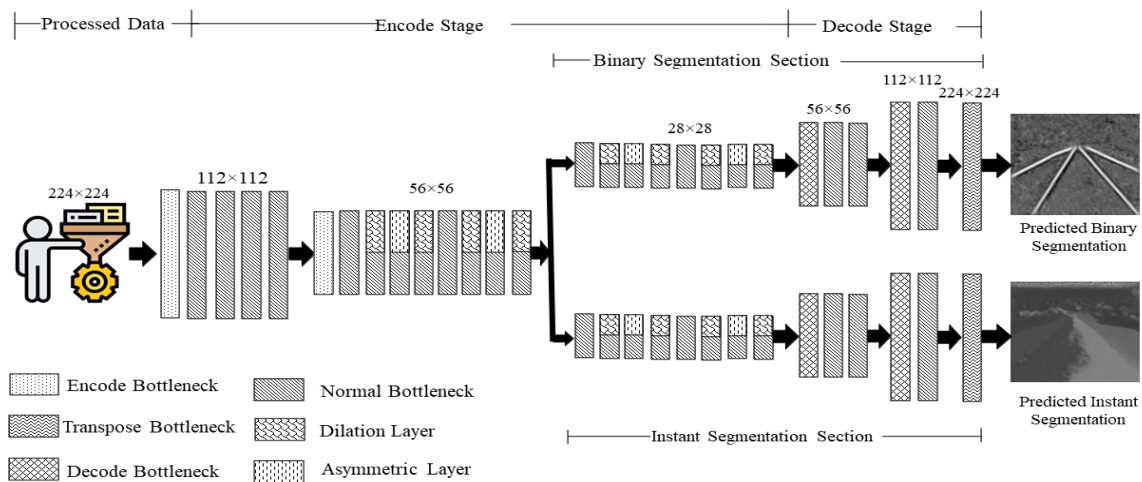 Processed Data
Encode Stage
Decode Stage
Binary Segmentation Section
112×112
224×224
56×56
28×28
112×112
56×56
224×224
Predicted Binary
Segmentation
Encode Bottleneck
Normal Bottleneck
Transpose Bottleneck
Dilation Layer
Decode Bottleneck
Asymmetric Layer
Instant Segmentation Section
Predicted Instant
Segmentation